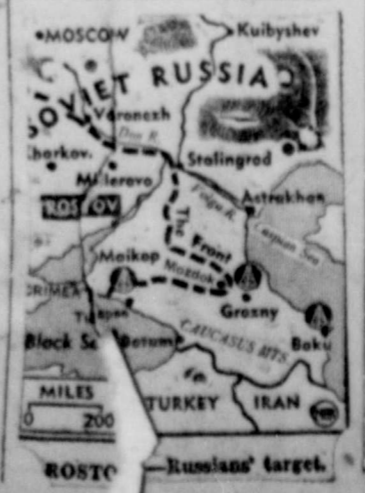 MOSCOW
Kuibyshev
SOVIET RUSSIA
Voronezh
Don R.
Kharkov.
Stalingrad
Millerovo
ROSTOV
Volga R.
Astrakhan
The Front
Caspian Sea
Maikop
Mozdok
CRIMEA
Grozny
Tuapse
Black Se
Batum
CAUCASUS MTS.
Baku
MILES
0 200
TURKEY
IRAN
ROSTO —Russians' target.